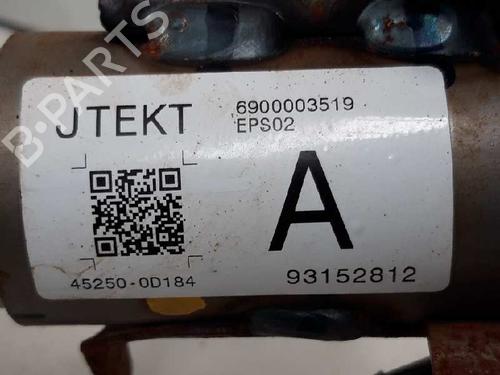 JTEKT
6900003519
EPS02
A
45250-0D184
93152812
B-PARTS